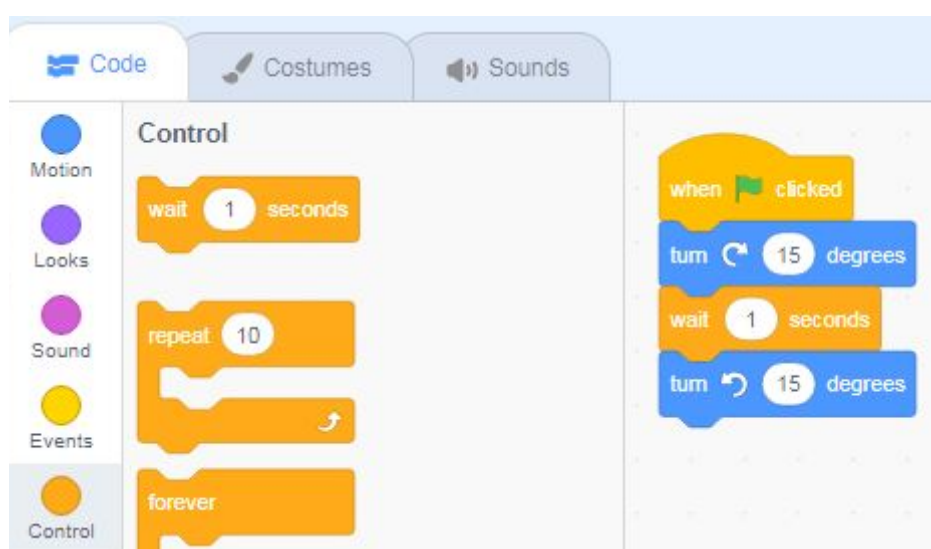 Code Costumes Sounds
Motion
Looks
Sound
Events
Control
Control
wait 1 seconds
repeat 10
forever
when clicked
turn 15 degrees
wait 1 seconds
turn 15 degrees